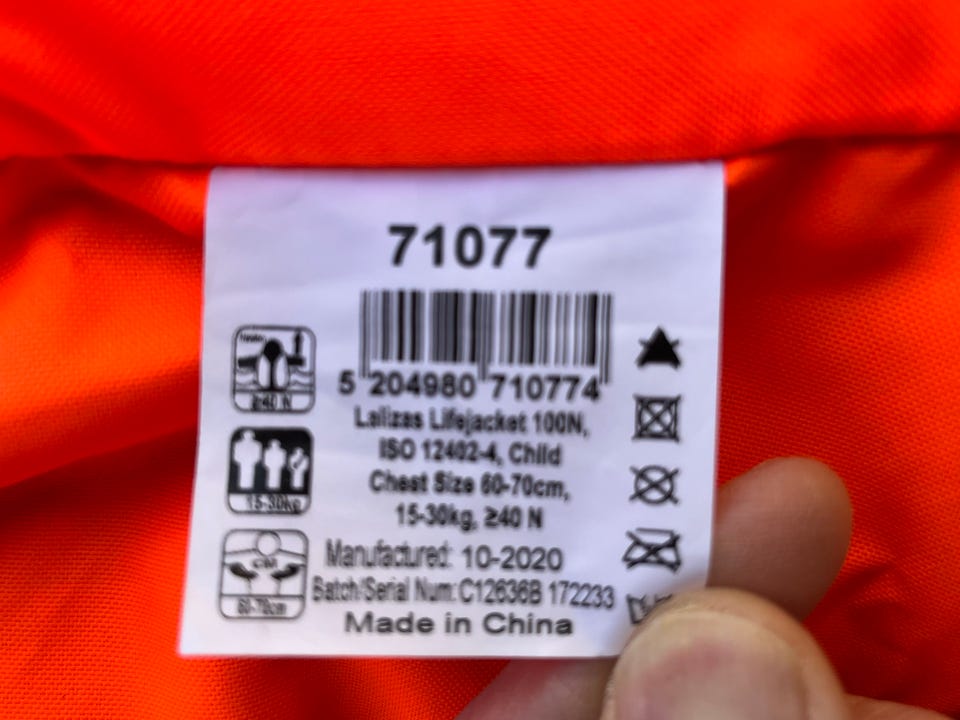 71077
5 204980 710774
Lalizas Lifejacket 100N,
ISO 12402-4, Child
Chest Size 60-70cm,
15-30kg, ≥40 N
Manufactured: 10-2020
Batch/Serial Num:C12636B 172233
Made in China
≥40 N
15-30kg
CM
60-70cm